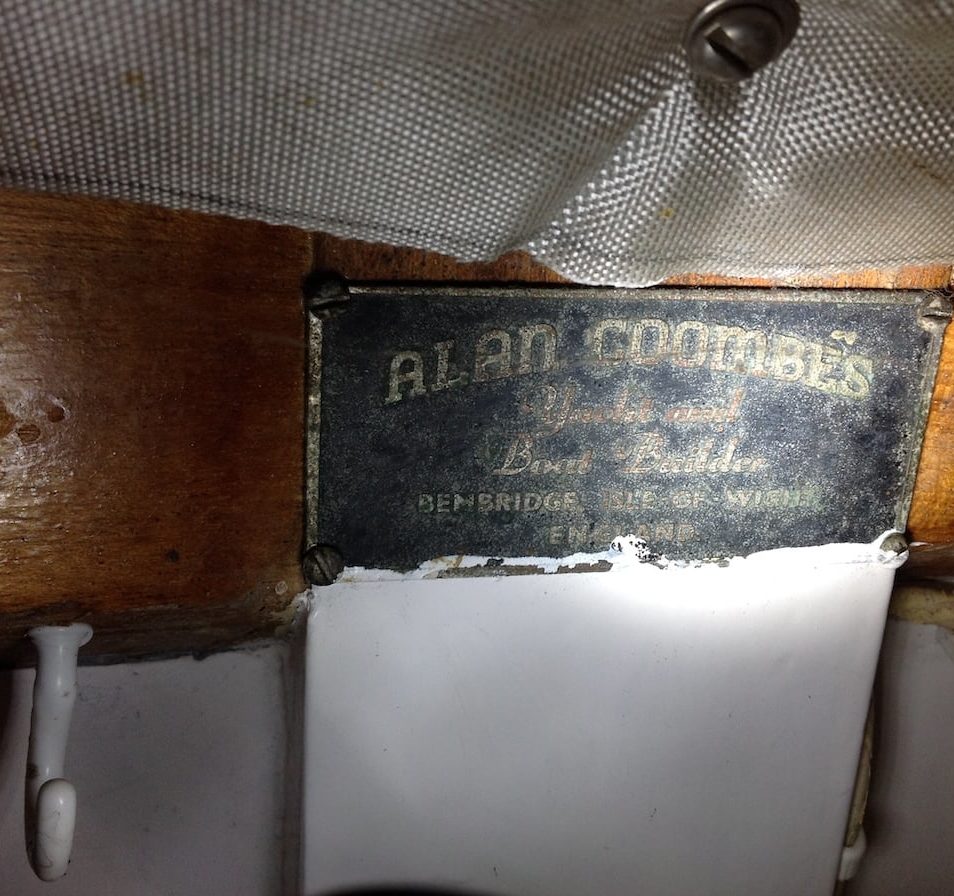 ALAN COOMBES
Yacht and
Boat Builder
BEMBRIDGE, ISLE-OF-WIGHT
ENGLAND